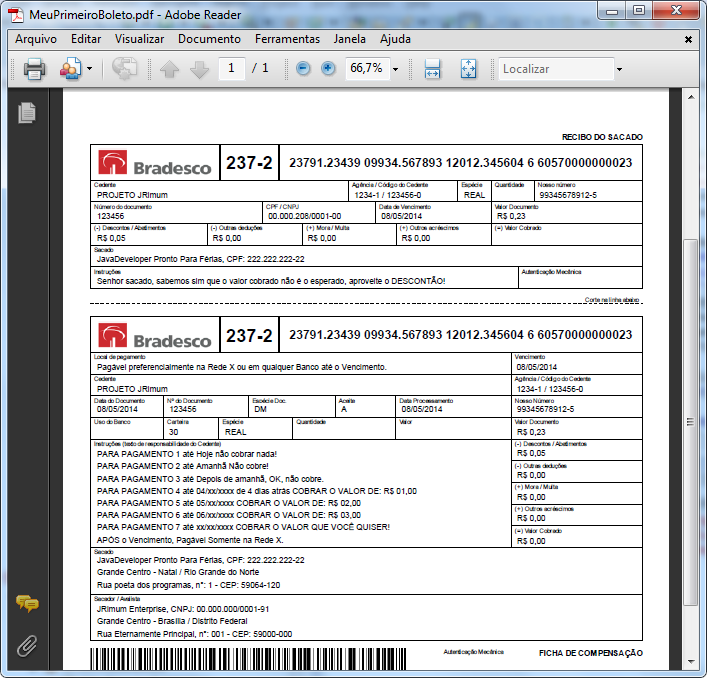 MeuPrimeiroBoleto.pdf - Adobe Reader
Arquivo Editar Visualizar Documento Ferramentas Janela Ajuda
1 / 1 66,7% Localizar
RECIBO DO SACADO
Bradesco 237-2 23791.23439 09934.567893 12012.345604 6 60570000000023
Cedente Agência / Código do Cedente Espécie Quantidade Nosso número
PROJETO JRimum 1234-1 / 123456-0 REAL 99345678912-5
Número do documento CPF / CNPJ Data de Vencimento Valor Documento
123456 00.000.208/0001-00 08/05/2014 R$ 0,23
(-) Descontos / Abatimentos (-) Outras deduções (+) Mora / Multa (+) Outros acréscimos (=) Valor Cobrado
R$ 0,05 R$ 0,00 R$ 0,00 R$ 0,00
Sacado
JavaDeveloper Pronto Para Férias, CPF: 222.222.222-22
Instruções Autenticação Mecânica
Senhor sacado, sabemos sim que o valor cobrado não é o esperado, aproveite o DESCONTÃO!
Corte na linha abaixo
Bradesco 237-2 23791.23439 09934.567893 12012.345604 6 60570000000023
Local de pagamento Vencimento
Pagável preferencialmente na Rede X ou em qualquer Banco até o Vencimento. 08/05/2014
Cedente Agência / Código do Cedente
PROJETO JRimum 1234-1 / 123456-0
Data do Documento Nº do Documento Espécie Doc. Aceite Data Processamento Nosso Número
08/05/2014 123456 DM A 08/05/2014 99345678912-5
Uso do Banco Carteira Espécie Quantidade Valor Valor Documento
30 REAL R$ 0,23
Instruções (texto de responsabilidade do Cedente) (-) Descontos / Abatimentos
PARA PAGAMENTO 1 até Hoje não cobrar nada! R$ 0,05
PARA PAGAMENTO 2 até Amanhã Não cobre! (-) Outras deduções
PARA PAGAMENTO 3 até Depois de amanhã, OK, não cobre. R$ 0,00
PARA PAGAMENTO 4 até 04/xx/xxxx de 4 dias atrás COBRAR O VALOR DE: R$ 01,00 (+) Mora / Multa
PARA PAGAMENTO 5 até 05/xx/xxxx COBRAR O VALOR DE: R$ 02,00 R$ 0,00
PARA PAGAMENTO 6 até 06/xx/xxxx COBRAR O VALOR DE: R$ 03,00 (+) Outros acréscimos
R$ 0,00
PARA PAGAMENTO 7 até xx/xx/xxxx COBRAR O VALOR QUE VOCÊ QUISER! (=) Valor Cobrado
APÓS o Vencimento, Pagável Somente na Rede X. R$ 0,00
Sacado
JavaDeveloper Pronto Para Férias, CPF: 222.222.222-22
Grande Centro - Natal / Rio Grande do Norte
Rua poeta dos programas, n°: 1 - CEP: 59064-120
Sacador / Avalista
JRimum Enterprise, CNPJ: 00.000.000/0001-91
Grande Centro - Brasília / Distrito Federal
Rua Eternamente Principal, n°: 001 - CEP: 59000-000
Autenticação Mecânica FICHA DE COMPENSAÇÃO